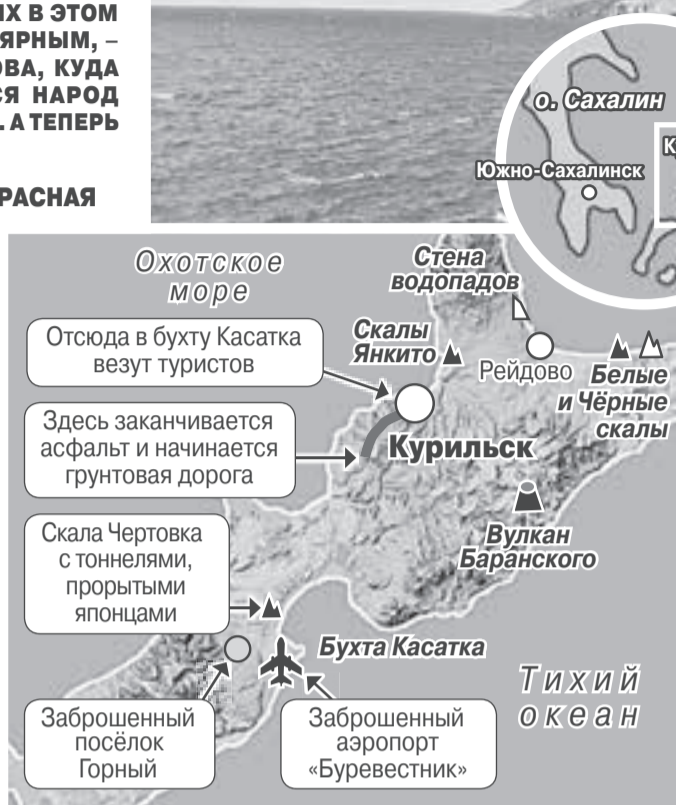 ИХ В ЭТОМ
ЯРНЫМ, –
ОВА, КУДА
СЯ НАРОД
. А ТЕПЕРЬ
РАСНАЯ
о. Сахалин
Южно-Сахалинск
К
Охотское
море
Стена
водопадов
Отсюда в бухту Касатка
везут туристов
Скалы
Янкито
Рейдово
Белые
и Чёрные
скалы
Здесь заканчивается
асфальт и начинается
грунтовая дорога
Курильск
Вулкан
Баранского
Скала Чертовка
с тоннелями,
прорытыми
японцами
Бухта Касатка
Тихий
океан
Заброшенный
посёлок
Горный
Заброшенный
аэропорт
«Буревестник»